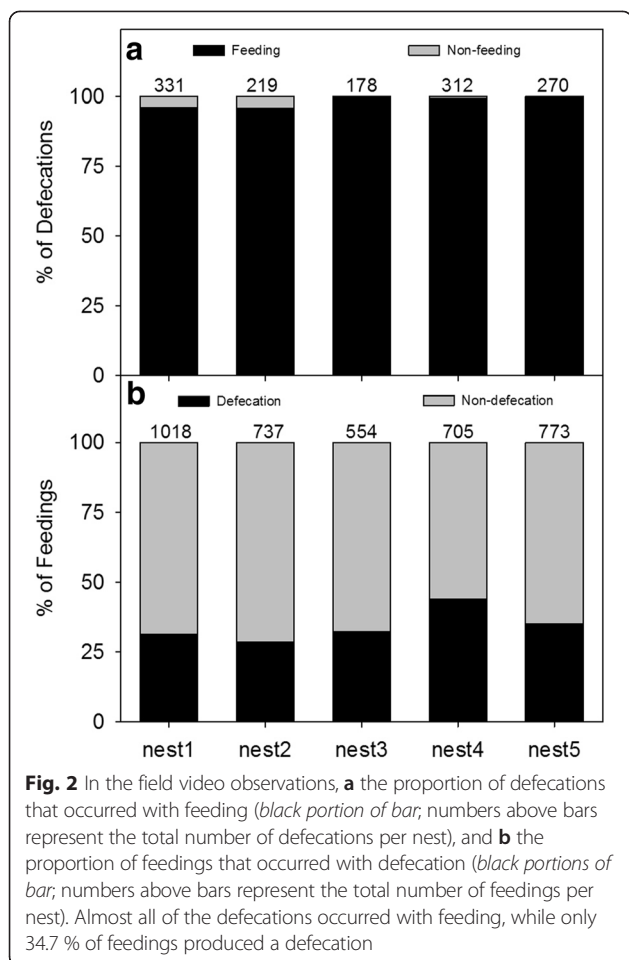 a
Feeding Non-feeding
331 219 178 312 270
100
75
50
25
0
% of Defecations
b
Defecation Non-defecation
1018 737 554 705 773
100
75
50
25
0
% of Feedings
nest1 nest2 nest3 nest4 nest5
Fig. 2 In the field video observations, a the proportion of defecations
that occurred with feeding (black portion of bar; numbers above bars
represent the total number of defecations per nest), and b the
proportion of feedings that occurred with defecation (black portions of
bar; numbers above bars represent the total number of feedings per
nest). Almost all of the defecations occurred with feeding, while only
34.7 % of feedings produced a defecation